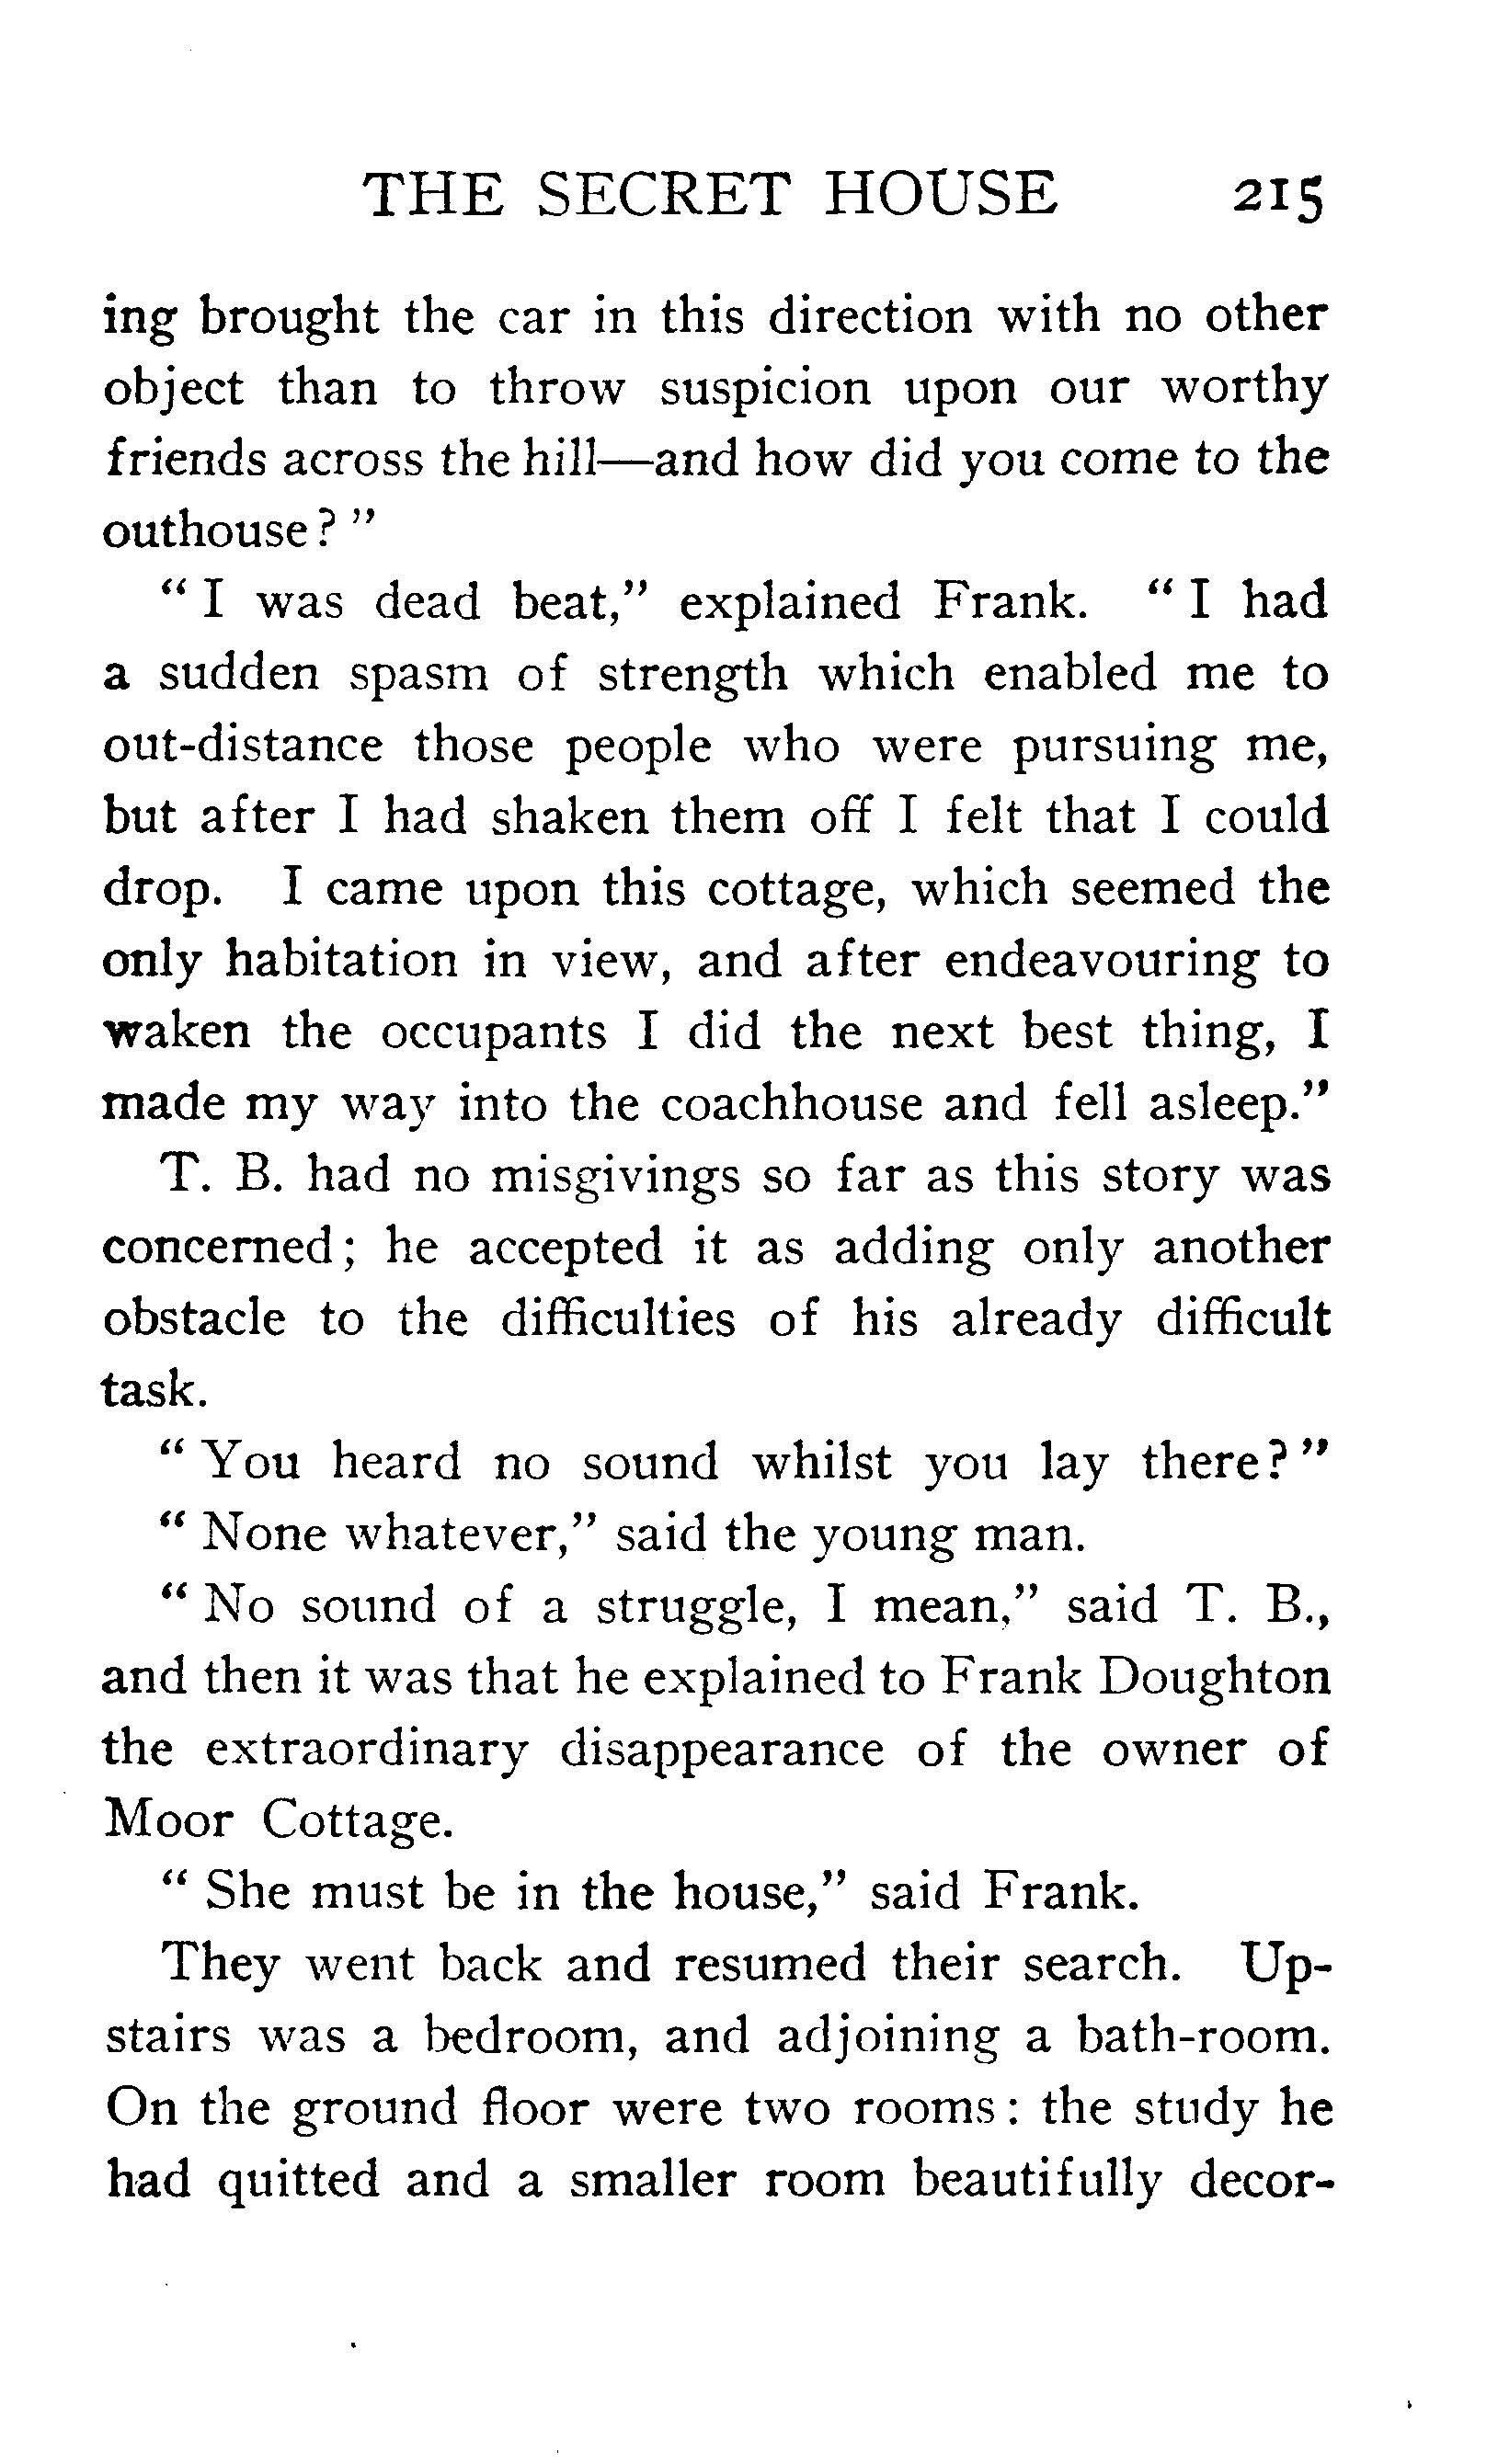 THE SECRET HOUSE 215
ing brought the car in this direction with no other
object than to throw suspicion upon our worthy
friends across the hill—and how did you come to the
outhouse? ”
“ I was dead beat,” explained Frank. “ I had
a sudden spasm of strength which enabled me to
out-distance those people who were pursuing me,
but after I had shaken them off I felt that I could
drop. I came upon this cottage, which seemed the
only habitation in view, and after endeavouring to
waken the occupants I did the next best thing, I
made my way into the coachhouse and fell asleep.”
T. B. had no misgivings so far as this story was
concerned; he accepted it as adding only another
obstacle to the difficulties of his already difficult
task.
“ You heard no sound whilst you lay there? ”
“ None whatever,” said the young man.
“ No sound of a struggle, I mean,” said T. B.,
and then it was that he explained to Frank Doughton
the extraordinary disappearance of the owner of
Moor Cottage.
“ She must be in the house,” said Frank.
They went back and resumed their search. Up-
stairs was a bedroom, and adjoining a bath-room.
On the ground floor were two rooms: the study he
had quitted and a smaller room beautifully decor-